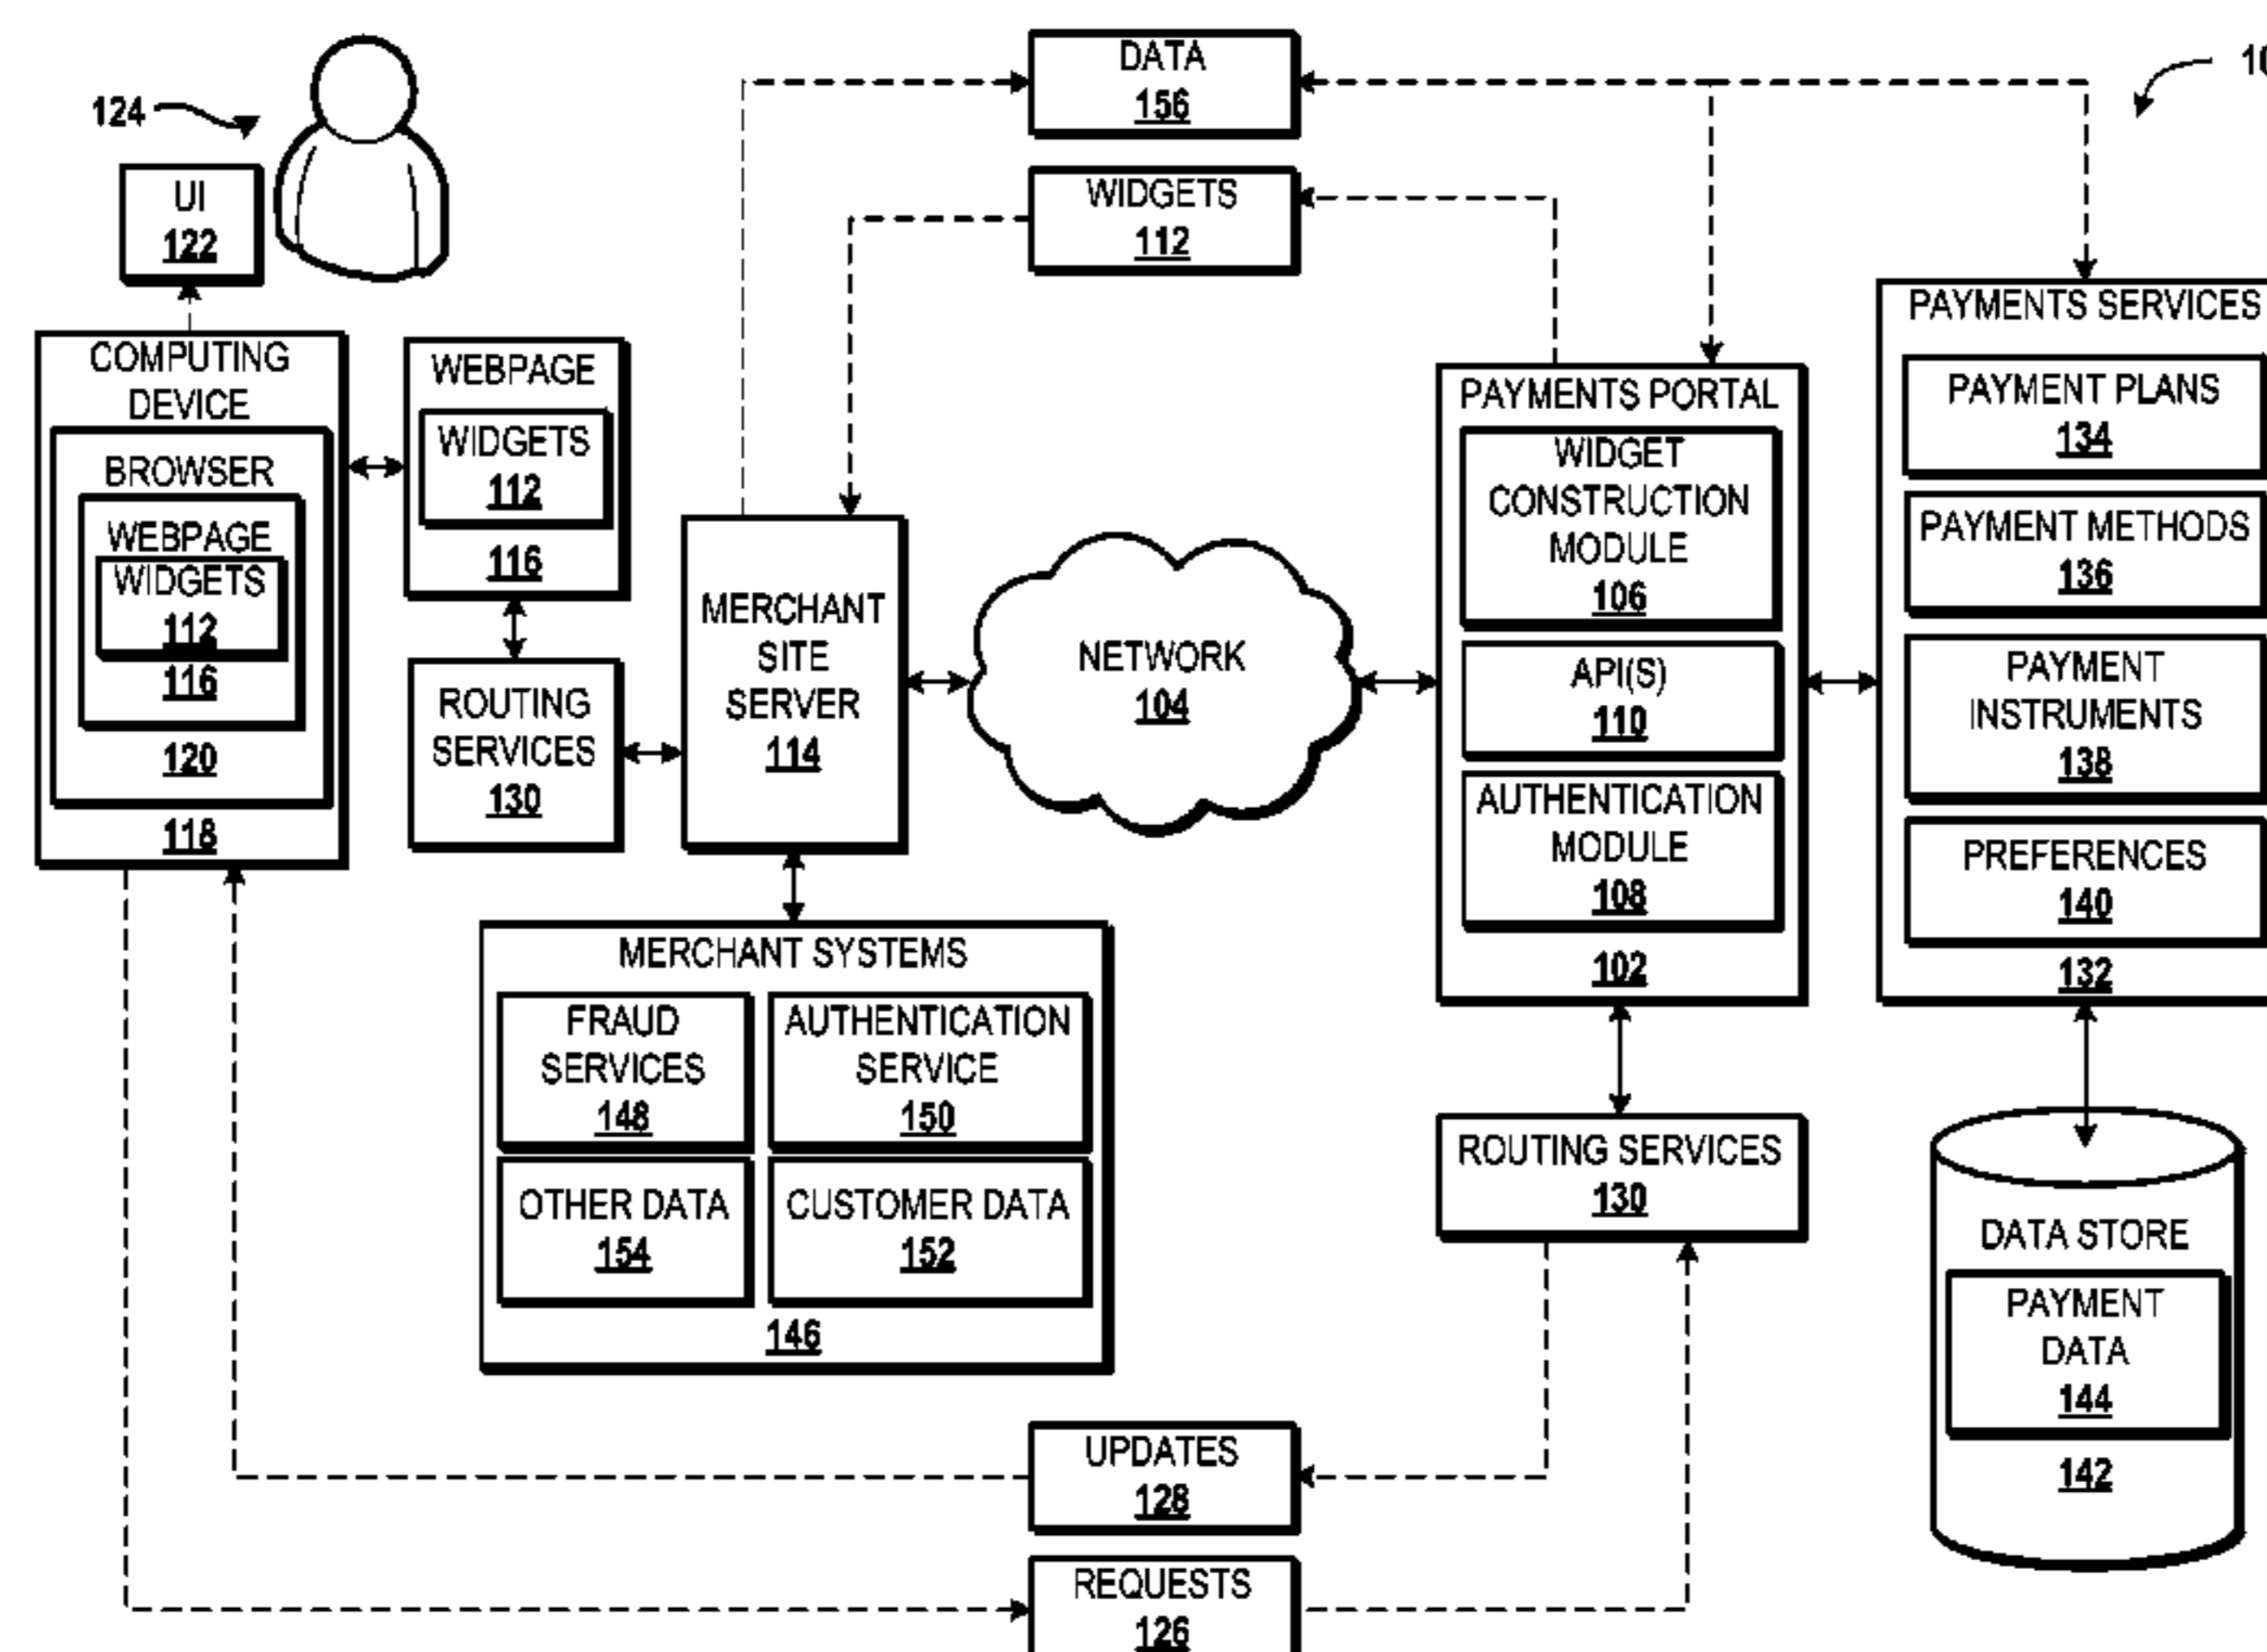 124
UI
122
COMPUTING
DEVICE
BROWSER
WEBPAGE
WIDGETS
112
116
120
118
WEBPAGE
WIDGETS
112
116
ROUTING
SERVICES
130
MERCHANT
SITE
SERVER
114
MERCHANT SYSTEMS
FRAUD
SERVICES
148
AUTHENTICATION
SERVICE
150
OTHER DATA
154
CUSTOMER DATA
152
146
DATA
156
WIDGETS
112
NETWORK
104
UPDATES
128
REQUESTS
126
PAYMENTS PORTAL
WIDGET
CONSTRUCTION
MODULE
106
API(S)
110
AUTHENTICATION
MODULE
108
102
ROUTING SERVICES
130
PAYMENTS SERVICES
PAYMENT PLANS
134
PAYMENT METHODS
136
PAYMENT
INSTRUMENTS
138
PREFERENCES
140
132
DATA STORE
PAYMENT
DATA
144
142